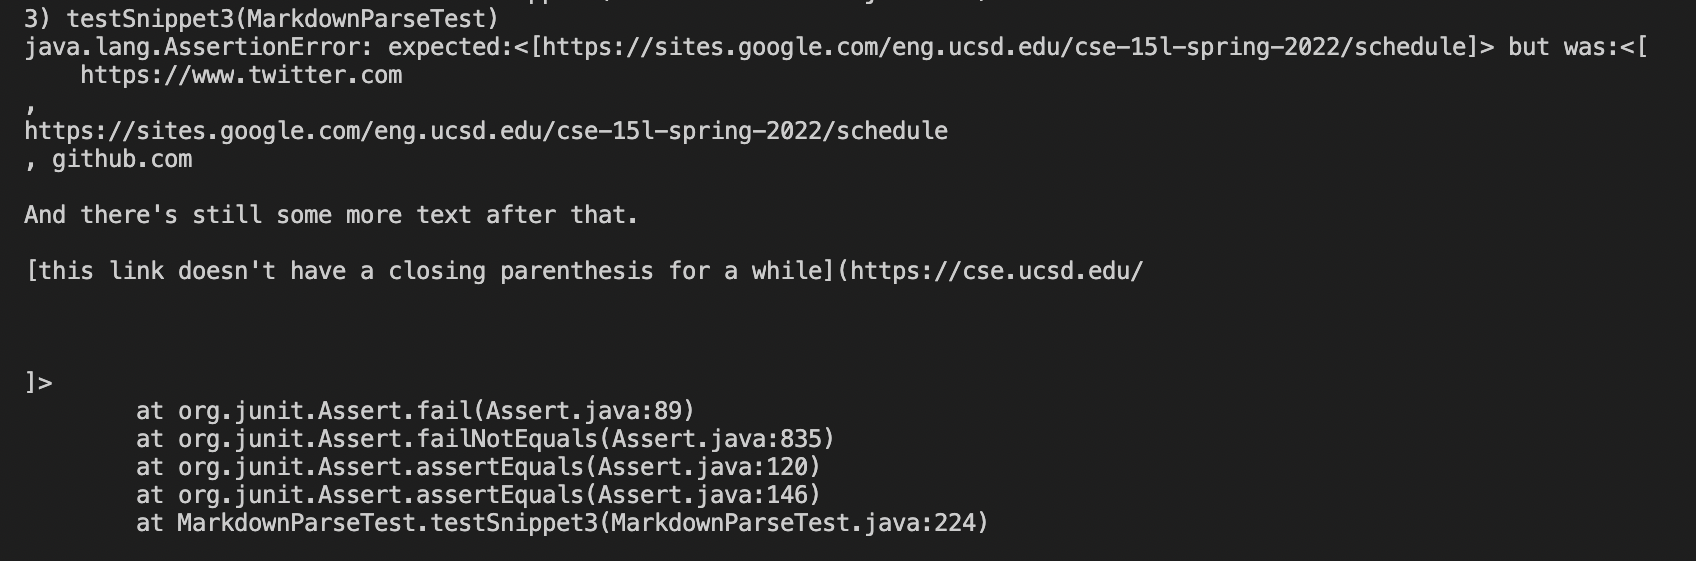 3) testSnippet3(MarkdownParseTest)
java.lang.AssertionError: expected:<[https://sites.google.com/eng.ucsd.edu/cse-15l-spring-2022/schedule]> but was:<[
    https://www.twitter.com
,
https://sites.google.com/eng.ucsd.edu/cse-15l-spring-2022/schedule
, github.com

And there's still some more text after that.

[this link doesn't have a closing parenthesis for a while](https://cse.ucsd.edu/



]>
        at org.junit.Assert.fail(Assert.java:89)
        at org.junit.Assert.failNotEquals(Assert.java:835)
        at org.junit.Assert.assertEquals(Assert.java:120)
        at org.junit.Assert.assertEquals(Assert.java:146)
        at MarkdownParseTest.testSnippet3(MarkdownParseTest.java:224)